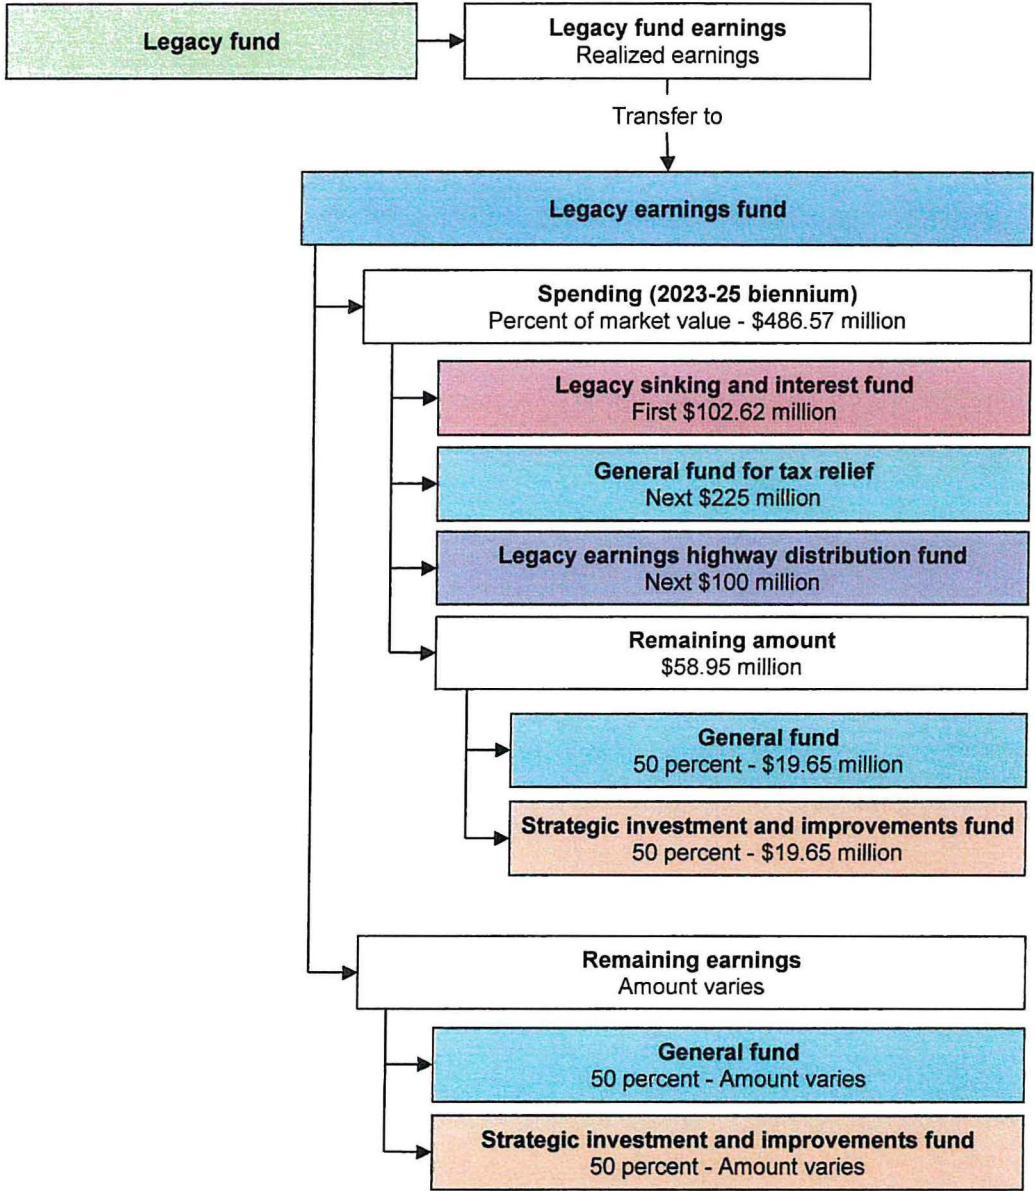 Legacy fund
Legacy fund earnings
Realized earnings
Transfer to
Legacy earnings fund
Spending (2023-25 biennium)
Percent of market value - $486.57 million
Legacy sinking and interest fund
First $102.62 million
General fund for tax relief
Next $225 million
Legacy earnings highway distribution fund
Next $100 million
Remaining amount
$58.95 million
General fund
50 percent - $19.65 million
Strategic investment and improvements fund
50 percent - $19.65 million
Remaining earnings
Amount varies
General fund
50 percent - Amount varies
Strategic investment and improvements fund
50 percent - Amount varies